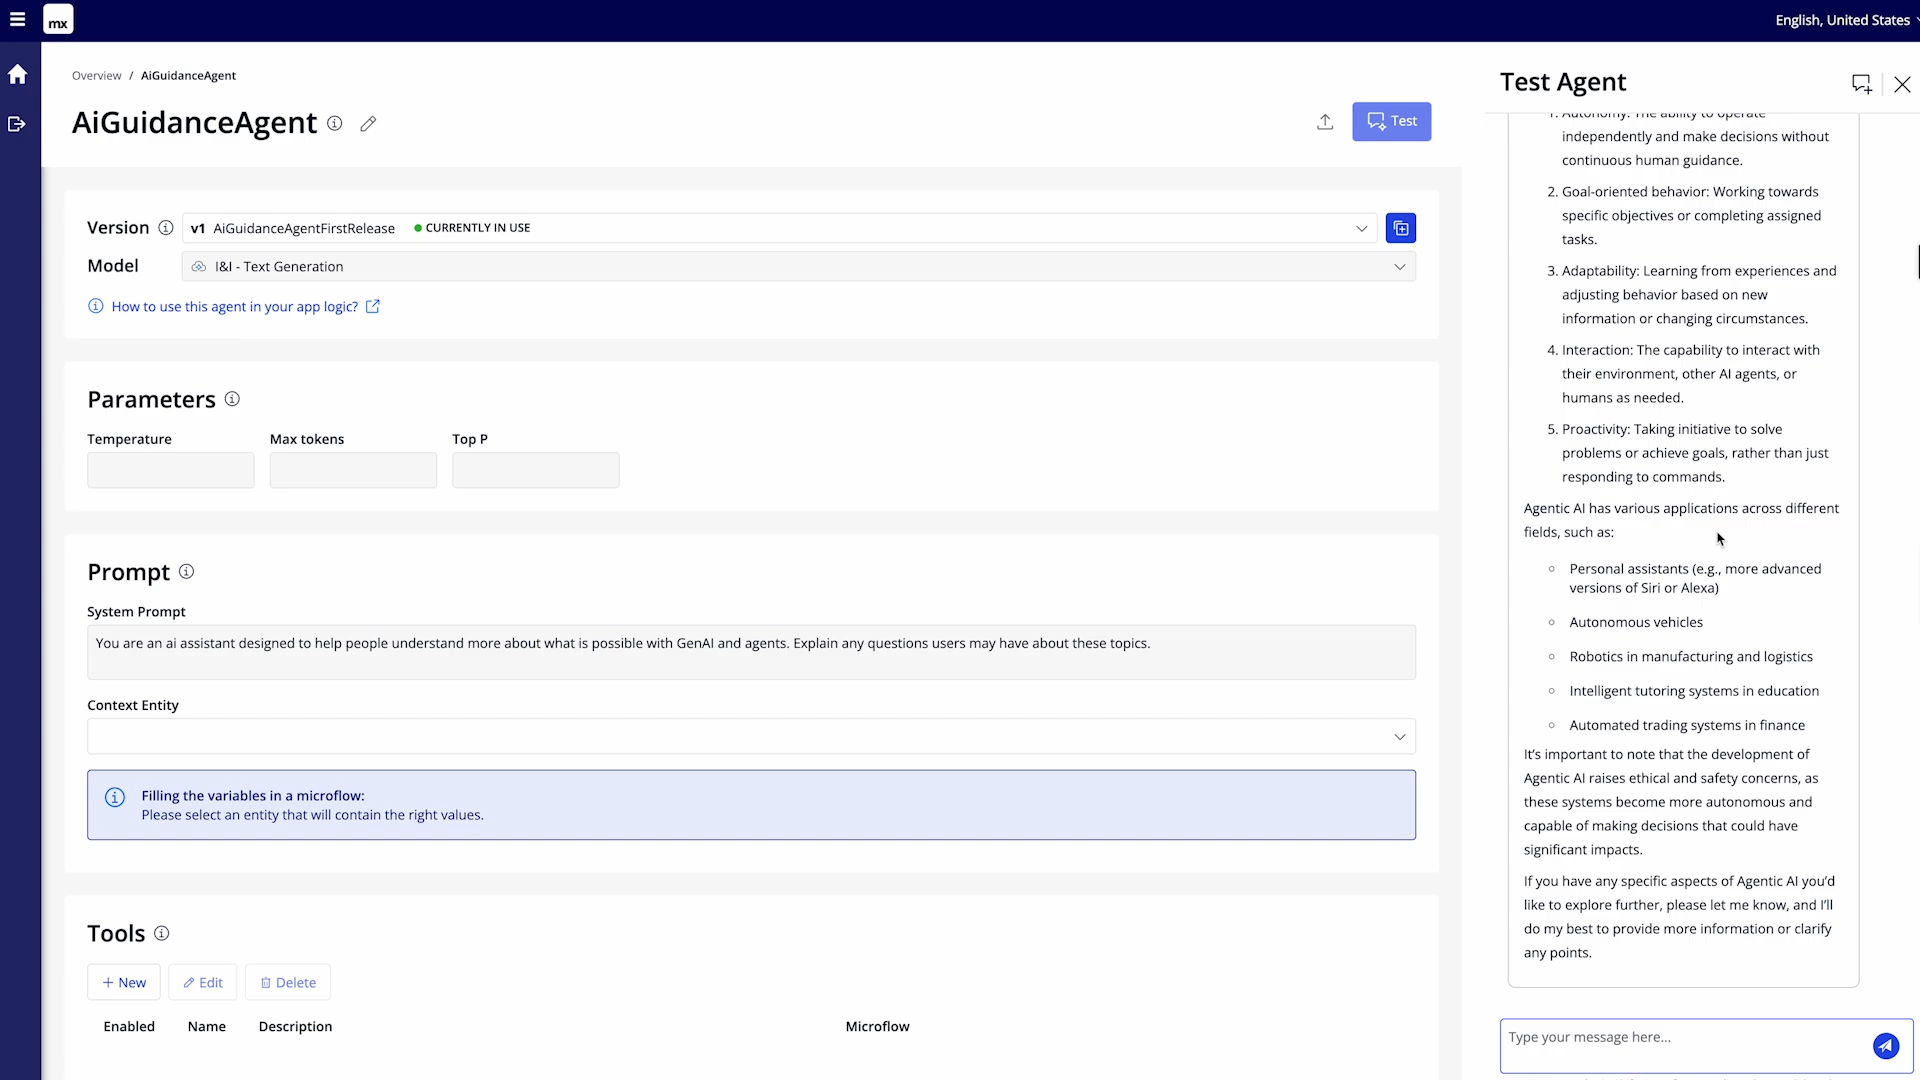 mx
English, United States
Overview / AiGuidanceAgent
AiGuidanceAgent
Test
Version
v1 AiGuidanceAgentFirstRelease CURRENTLY IN USE
Model
I&I - Text Generation
How to use this agent in your app logic?
Parameters
Temperature
Max tokens
Top P
Prompt
System Prompt
You are an ai assistant designed to help people understand more about what is possible with GenAI and agents. Explain any questions users may have about these topics.
Context Entity
Filling the variables in a microflow:
Please select an entity that will contain the right values.
Tools
New
Edit
Delete
Enabled
Name
Description
Microflow
Test Agent
1. Autonomy: The ability to operate
independently and make decisions without
continuous human guidance.
2. Goal-oriented behavior: Working towards
specific objectives or completing assigned
tasks.
3. Adaptability: Learning from experiences and
adjusting behavior based on new
information or changing circumstances.
4. Interaction: The capability to interact with
their environment, other AI agents, or
humans as needed.
5. Proactivity: Taking initiative to solve
problems or achieve goals, rather than just
responding to commands.
Agentic AI has various applications across different
fields, such as:
Personal assistants (e.g., more advanced
versions of Siri or Alexa)
Autonomous vehicles
Robotics in manufacturing and logistics
Intelligent tutoring systems in education
Automated trading systems in finance
It's important to note that the development of
Agentic AI raises ethical and safety concerns, as
these systems become more autonomous and
capable of making decisions that could have
significant impacts.
If you have any specific aspects of Agentic AI you'd
like to explore further, please let me know, and I'll
do my best to provide more information or clarify
any points.
Type your message here...